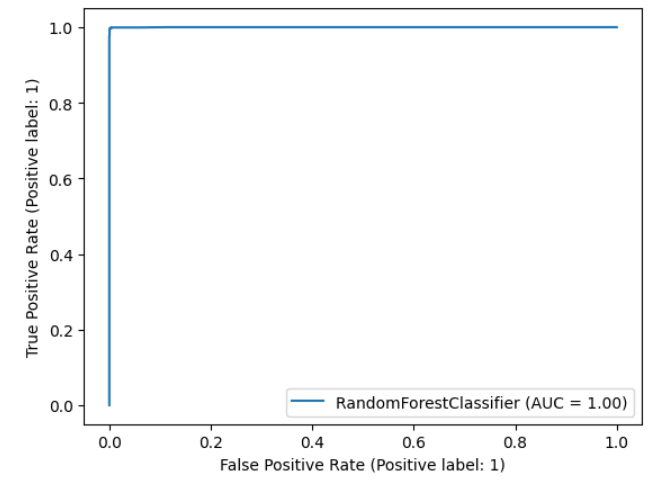 True Positive Rate (Positive label: 1)
1.0
0.8
0.6
0.4
0.2
0.0
RandomForestClassifier (AUC = 1.00)
0.0 0.2 0.4 0.6 0.8 1.0
False Positive Rate (Positive label: 1)